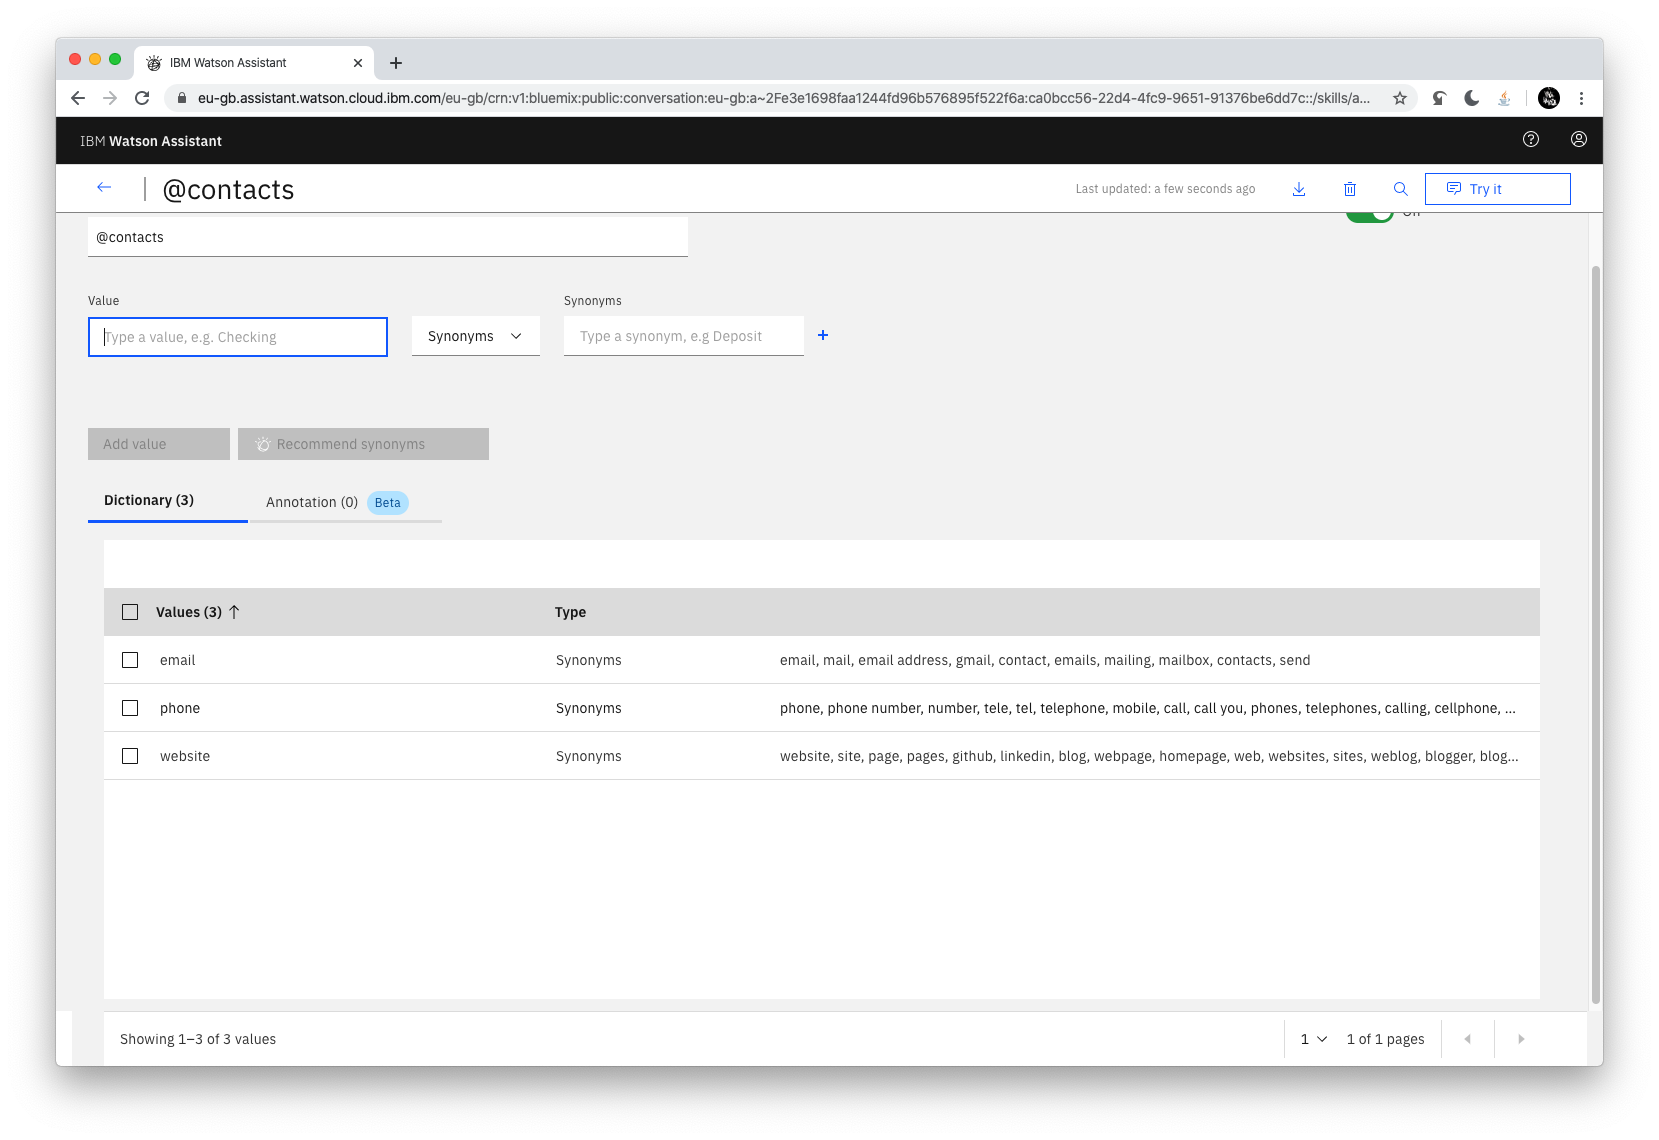 IBM Watson Assistant
eu-gb.assistant.watson.cloud.ibm.com/eu-gb/crn:v1:bluemix:public:conversation:eu-gb:a~2Fe3e1698faa1244fd96b576895f522f6a:ca0bcc56-22d4-4fc9-9651-91376be6dd7c::/skills/a...
IBM Watson Assistant
@contacts
Last updated: a few seconds ago
Try it
@contacts
Value
Synonyms
Type a value, e.g. Checking
Synonyms
Type a synonym, e.g Deposit
Add value
Recommend synonyms
Dictionary (3)
Annotation (0)
Beta
Values (3)
Type
email
Synonyms
email, mail, email address, gmail, contact, emails, mailing, mailbox, contacts, send
phone
Synonyms
phone, phone number, number, tele, tel, telephone, mobile, call, call you, phones, telephones, calling, cellphone, ...
website
Synonyms
website, site, page, pages, github, linkedin, blog, webpage, homepage, web, websites, sites, weblog, blogger, blog...
Showing 1–3 of 3 values
1
1 of 1 pages